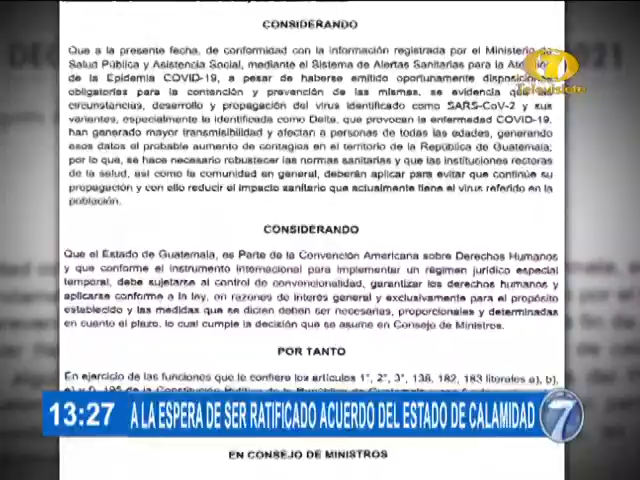 CONSIDERANDO
Que a la presente fecha, de conformidad con la información registrada por el Ministerio de
Salud Pública y Asistencia Social, mediante el Sistema de Alertas Sanitarias para la
de la Epidemia COVID-19, a pesar de haberse emitido oportunamente
obligatorias para la contención y prevención de las mismas, se evidencia que
circunstancias, desarrollo y propagación del virus identificado como SARS-CoV-2 y sus
variantes, especialmente la identificada como Delta, que provocan la enfermedad COVID-19,
han generado mayor transmisibilidad y afectan a personas de todas las edades, generando
esos datos el probable aumento de contagios en el territorio de la República de Guatemala;
por lo que, se hace necesario robustecer las normas sanitarias y que las instituciones rectoras
de la salud, así como la comunidad en general, deberán aplicar para evitar que continúe su
propagación y con ello reducir el impacto sanitario que actualmente tiene el virus referido en la
población.
CONSIDERANDO
Que el Estado de Guatemala, es Parte de la Convención Americana sobre Derechos Humanos
y que conforme el instrumento internacional para implementar un régimen jurídico especial
temporal, debe sujetarse al control de convencionalidad, garantizar los derechos humanos y
aplicarse conforme a la ley, en razones de interés general y exclusivamente para el propósito
establecido y las medidas que se dicten deben ser necesarias, proporcionales y determinadas
en cuanto el plazo, lo cual cumple la decisión que se asume en Consejo de Ministros.
POR TANTO
En ejercicio de las funciones que le confiere los artículos 1°, 2°, 3°, 138, 182, 183 literales a), b),
13:27 A LA ESPERA DE SER RATIFICADO ACUERDO DEL ESTADO DE CALAMIDAD 7
EN CONSEJO DE MINISTROS
Televisiete
2021